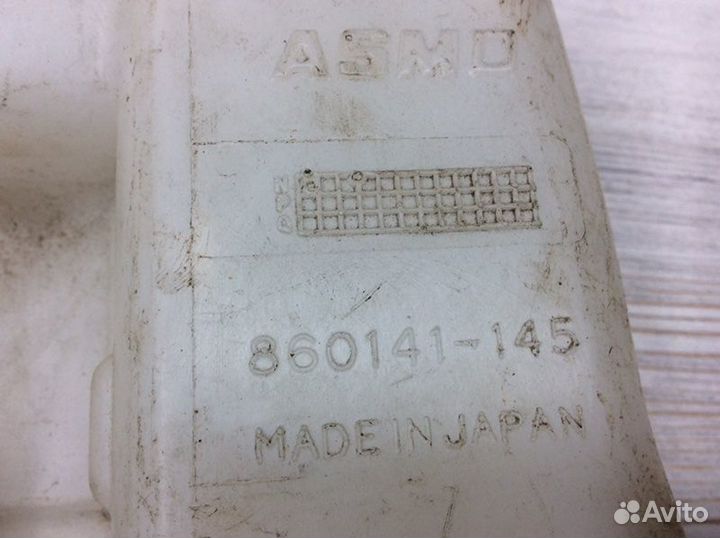 ASMO
N
P
R
860141-145
MADE IN JAPAN
Avito